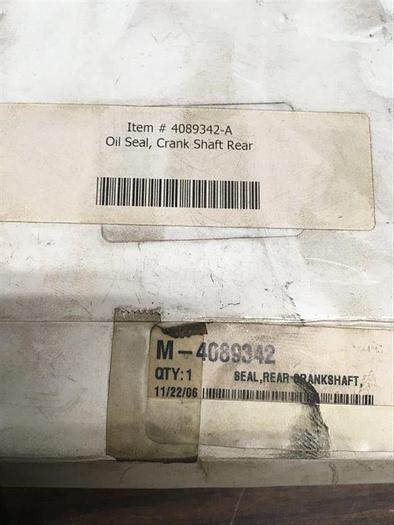 Item # 4089342-A
Oil Seal, Crank Shaft Rear
M-4089342
QTY:1 SEAL,REAR CRANKSHAFT,
11/22/06